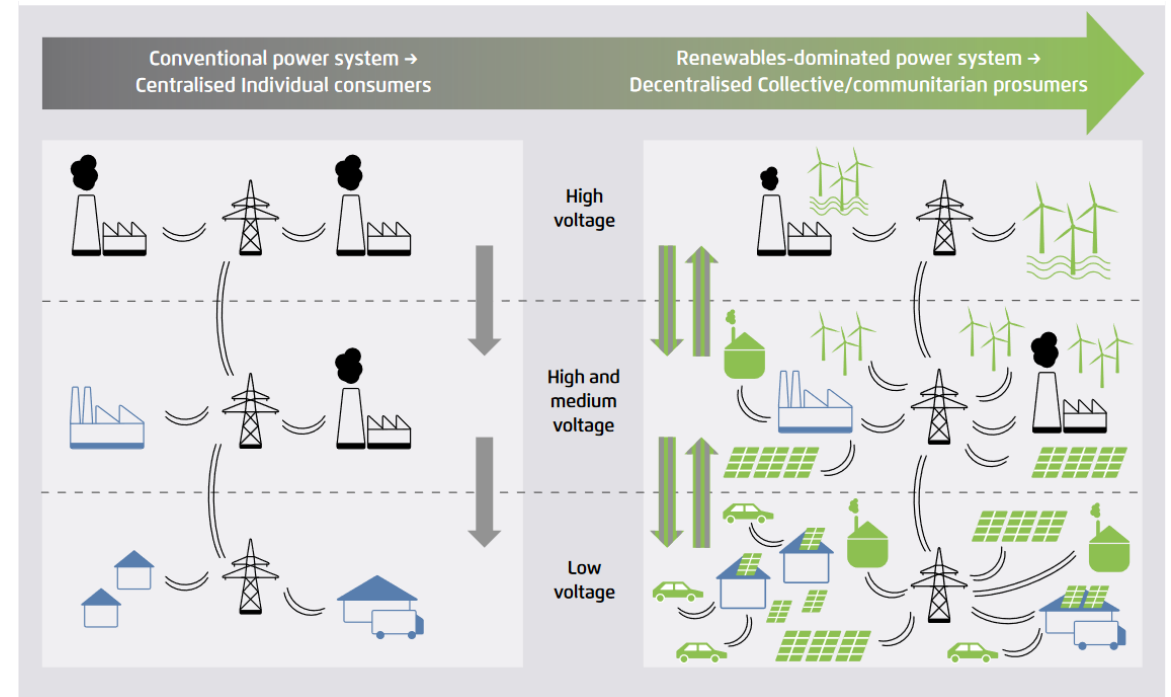 Conventional power system →
Centralised Individual consumers
Renewables-dominated power system →
Decentralised Collective/communitarian prosumers
High
voltage
High and
medium
voltage
Low
voltage